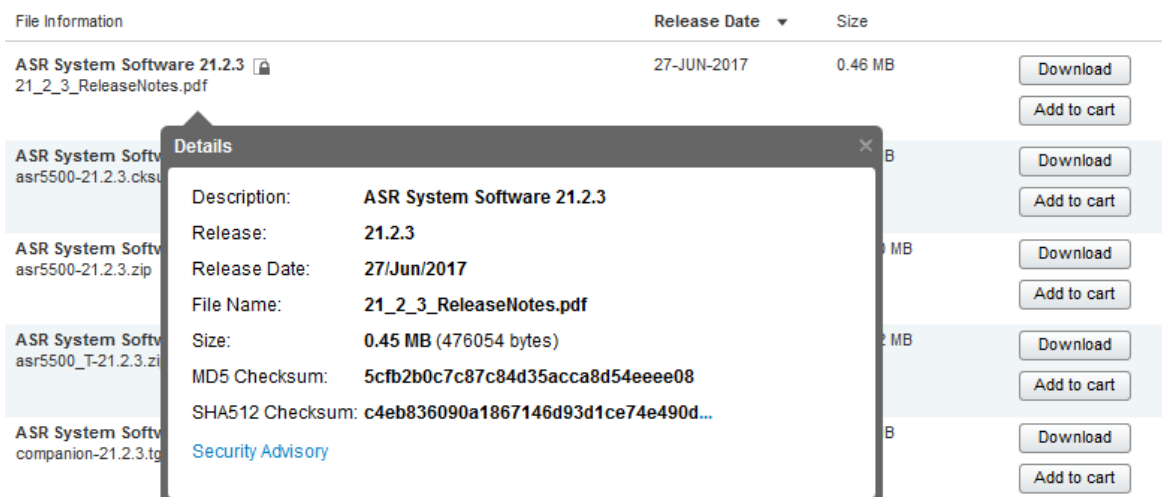 File Information Release Date Size
ASR System Software 21.2.3 27-JUN-2017 0.46 MB Download
21_2_3_ReleaseNotes.pdf
Add to cart
Details ×
ASR System Softw B Download
asr5500-21.2.3.cksu
Description: ASR System Software 21.2.3
Add to cart
Release: 21.2.3
ASR System Softw MB Download
asr5500-21.2.3.zip
Release Date: 27/Jun/2017
File Name: 21_2_3_ReleaseNotes.pdf
Add to cart
ASR System Softw 2 MB Download
asr5500_T-21.2.3.zi
Size: 0.45 MB (476054 bytes)
MD5 Checksum: 5cfb2b0c7c87c84d35acca8d54eeee08
Add to cart
SHA512 Checksum: c4eb836090a1867146d93d1ce74e490d...
ASR System Softw B Download
companion-21.2.3.tg
Security Advisory
Add to cart